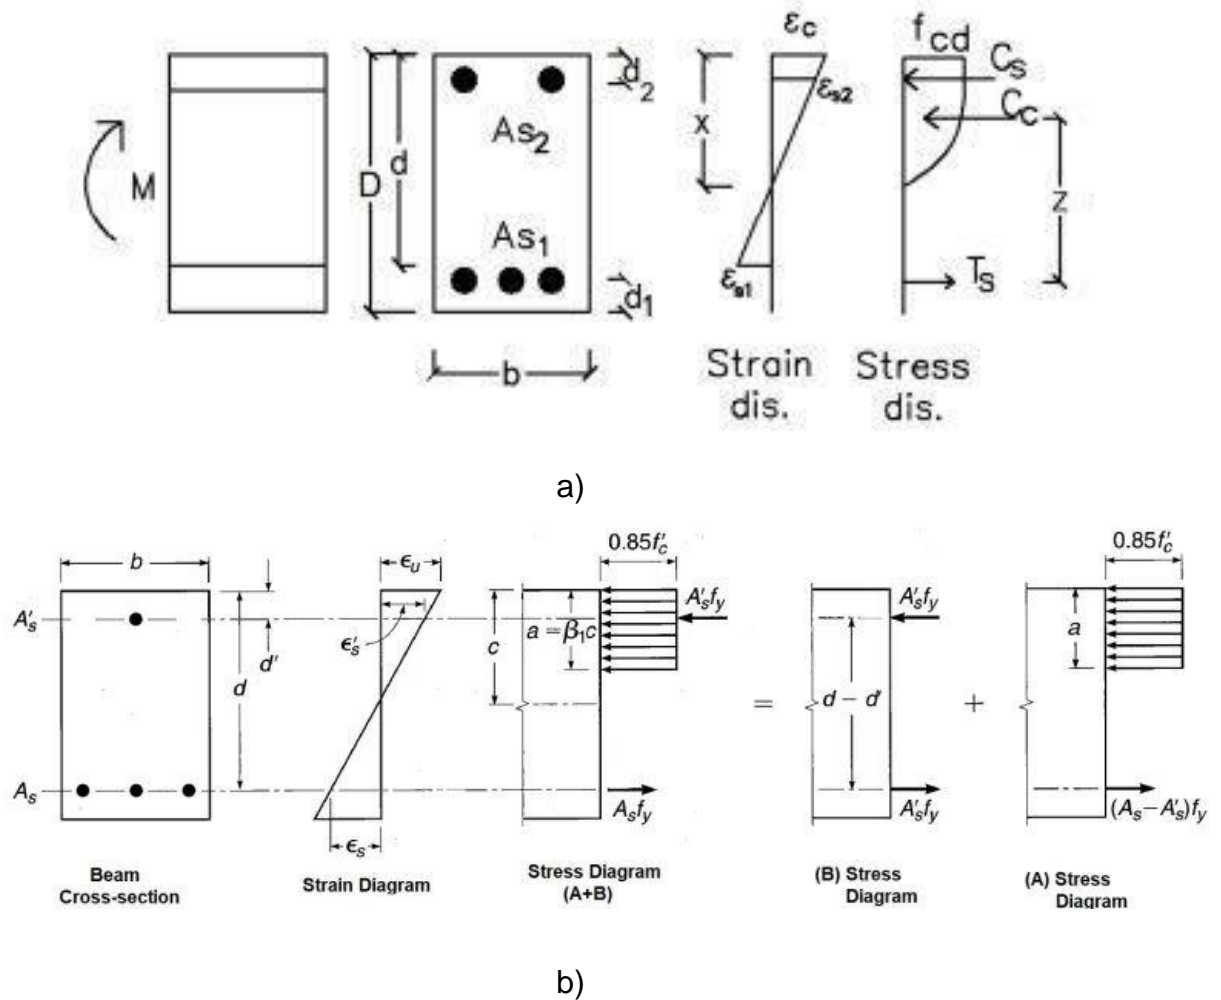 εc
f cd
d2
Cs
εs2
As2
x
Cc
M
D
d
z
As1
εs1
Ts
d1
b
Strain
dis.
Stress
dis.
a)
b
ϵu
0.85f′c
0.85f′c
A′s
A′sfy
A′sfy
ϵ′s
a = β1c
a
d′
c
d
d − d′
=
+
As
Asfy
A′sfy
(As−A′s)fy
ϵs
Beam
Cross-section
Strain Diagram
Stress Diagram
(A+B)
(B) Stress
Diagram
(A) Stress
Diagram
b)